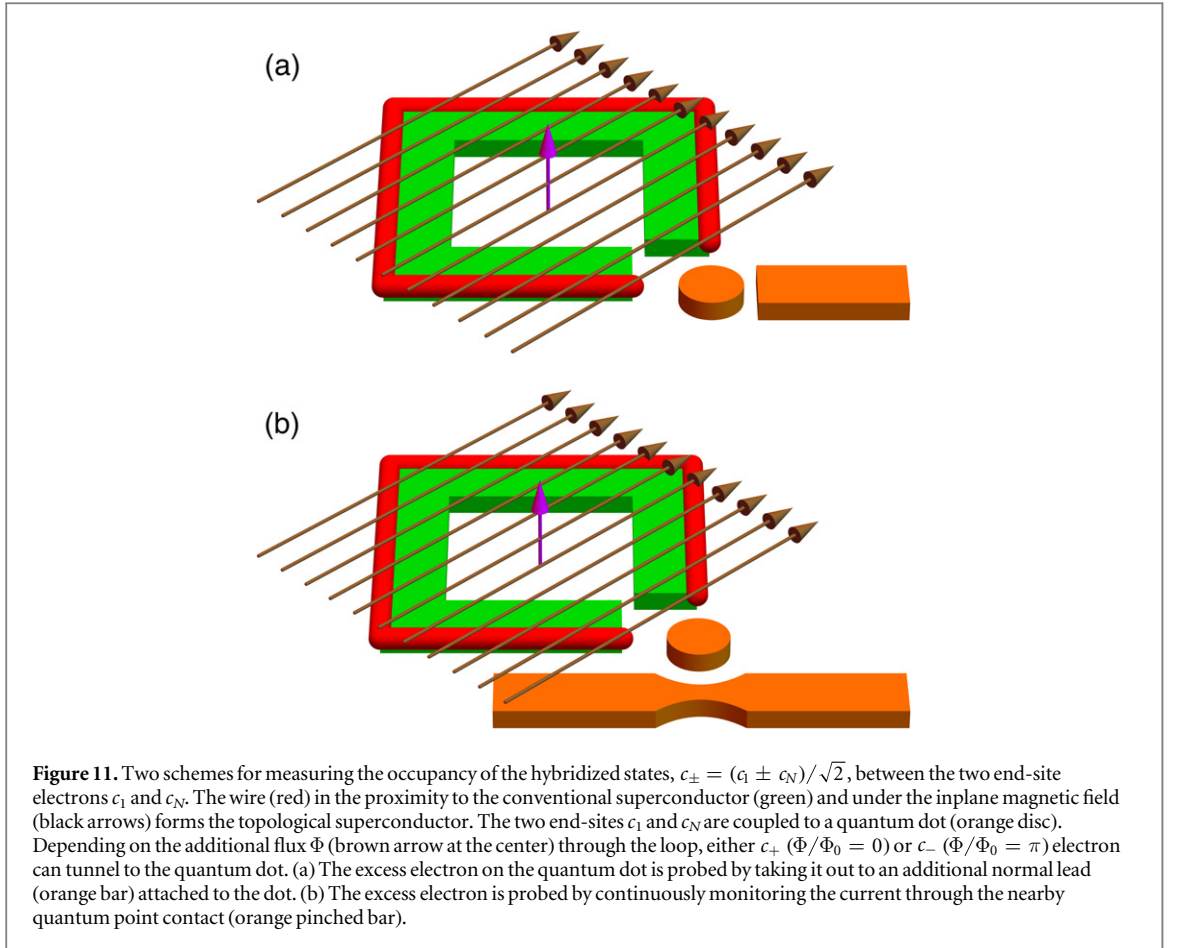 (a)
(b)
Figure 11. Two schemes for measuring the occupancy of the hybridized states, c± = (c₁ ± c_N)/√2, between the two end-site
electrons c₁ and c_N. The wire (red) in the proximity to the conventional superconductor (green) and under the inplane magnetic field
(black arrows) forms the topological superconductor. The two end-sites c₁ and c_N are coupled to a quantum dot (orange disc).
Depending on the additional flux Φ (brown arrow at the center) through the loop, either c₊ (Φ/Φ₀ = 0) or c₋ (Φ/Φ₀ = π) electron
can tunnel to the quantum dot. (a) The excess electron on the quantum dot is probed by taking it out to an additional normal lead
(orange bar) attached to the dot. (b) The excess electron is probed by continuously monitoring the current through the nearby
quantum point contact (orange pinched bar).